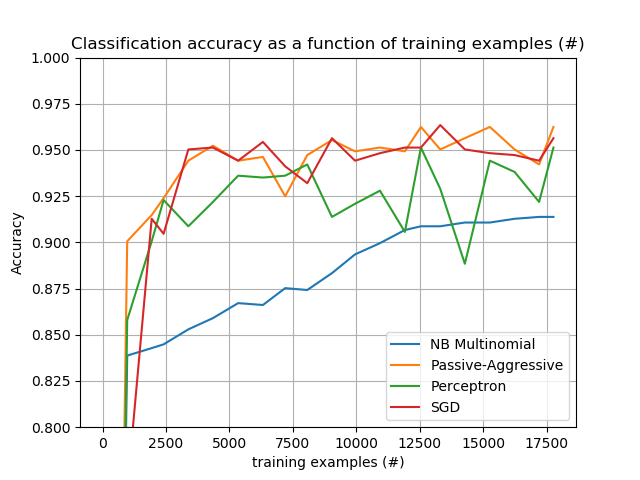 Classification accuracy as a function of training examples (#)
1.000
0.975
0.950
0.925
0.900
0.875
0.850
0.825
0.800
Accuracy
NB Multinomial
Passive-Aggressive
Perceptron
SGD
0 2500 5000 7500 10000 12500 15000 17500
training examples (#)